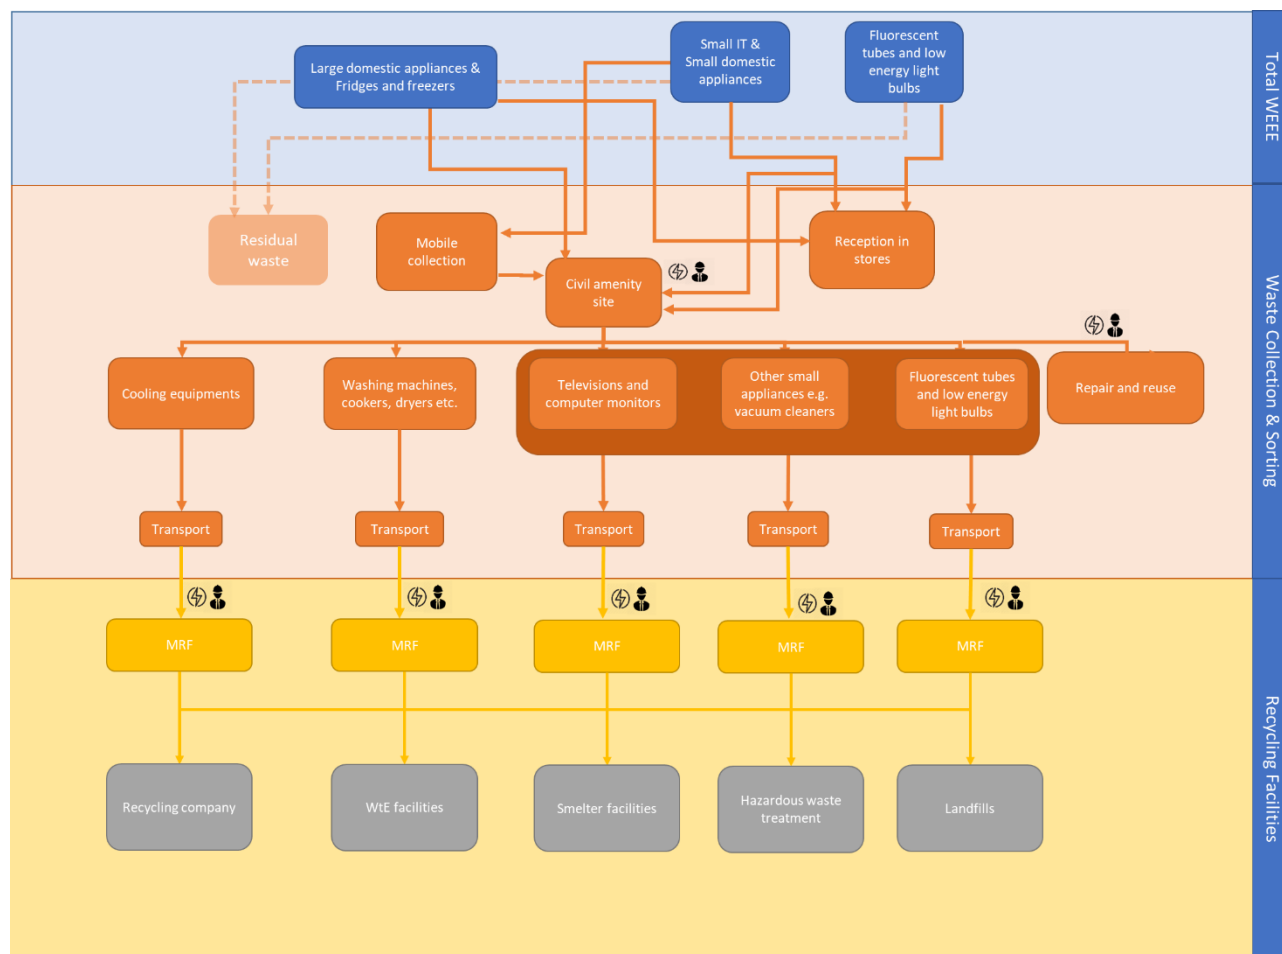 Large domestic appliances &
Fridges and freezers
Small IT &
Small domestic
appliances
Fluorescent
tubes and low
energy light
bulbs
Total WEEE
Residual
waste
Mobile
collection
Civil amenity
site
Reception in
stores
Cooling equipments
Washing machines,
cookers, dryers etc.
Televisions and
computer monitors
Other small
appliances e.g.
vacuum cleaners
Fluorescent tubes
and low energy
light bulbs
Repair and reuse
Waste Collection & Sorting
Transport
Transport
Transport
Transport
Transport
MRF
MRF
MRF
MRF
MRF
Recycling company
WtE facilities
Smelter facilities
Hazardous waste
treatment
Landfills
Recycling Facilities